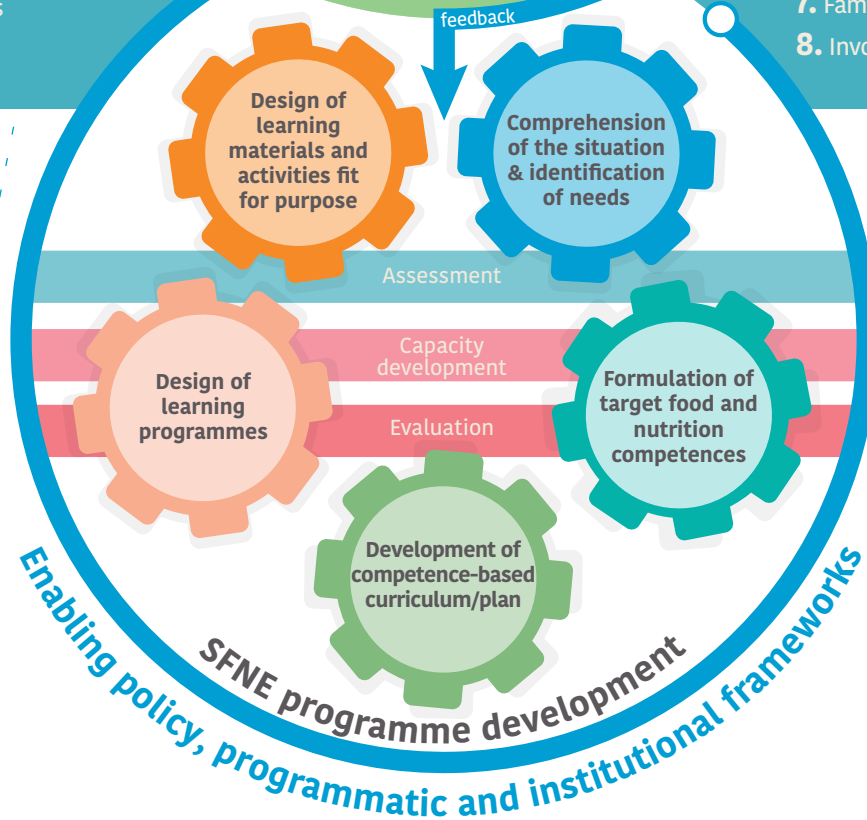 feedback
7. Fam
8. Invo
Design of
learning
materials and
activities fit
for purpose
Comprehension
of the situation
& identification
of needs
Assessment
Capacity
development
Evaluation
Design of
learning
programmes
Formulation of
target food and
nutrition
competences
Development of
competence-based
curriculum/plan
SFNE programme development
Enabling policy, programmatic and institutional frameworks